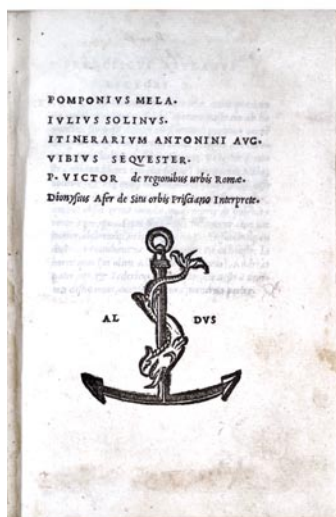 POMPONIVS MELA.
IVLIVS SOLINVS.
ITINERARIVM ANTONINI AVG.
VIBIVS SEQVESTER.
P. VICTOR de regionibus urbis Romæ.
Dionysius Afer de Situ orbis Prisciano Interprete.
AL DVS